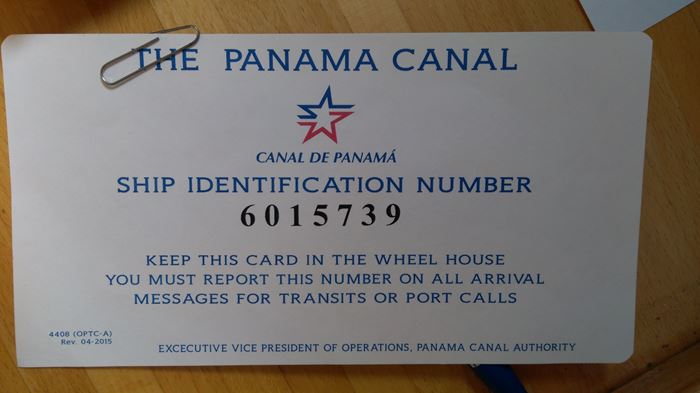 THE PANAMA CANAL
CANAL DE PANAMÁ
SHIP IDENTIFICATION NUMBER
6015739
KEEP THIS CARD IN THE WHEEL HOUSE
YOU MUST REPORT THIS NUMBER ON ALL ARRIVAL
MESSAGES FOR TRANSITS OR PORT CALLS
4408 (OPTC-A)
Rev. 04-2015
EXCECUTIVE VICE PRESIDENT OF OPERATIONS, PANAMA CANAL AUTHORITY